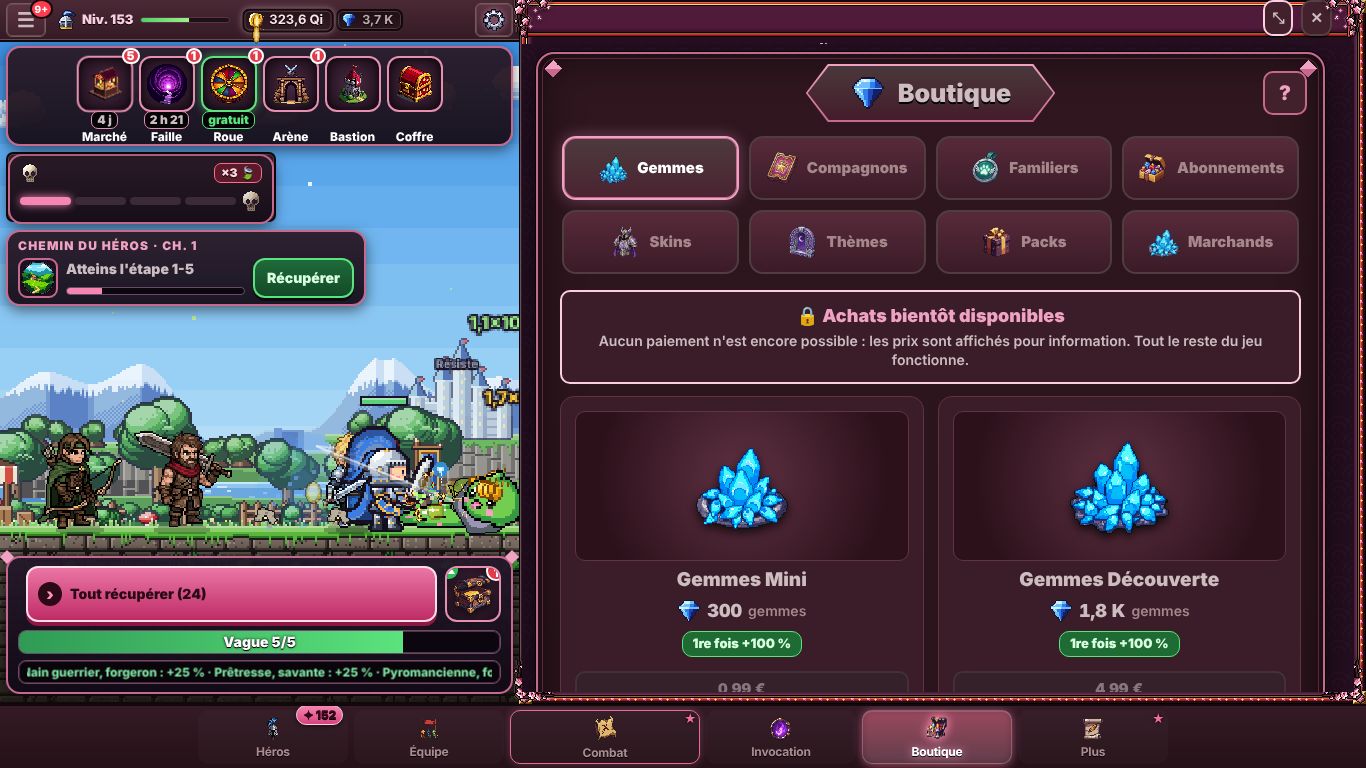 9+
Niv. 153
323,6 Qi
3,7 K
5
1
1
1
4 j
2 h 21
gratuit
Marché
Faille
Roue
Arène
Bastion
Coffre
×3
CHEMIN DU HÉROS · CH. 1
Atteins l'étape 1-5
Récupérer
1,1×10
Résiste
1,7×
Tout récupérer (24)
Vague 5/5
lain guerrier, forgeron : +25 % · Prêtresse, savante : +25 % · Pyromancienne, fo
Boutique
?
Gemmes
Compagnons
Familiers
Abonnements
Skins
Thèmes
Packs
Marchands
Achats bientôt disponibles
Aucun paiement n'est encore possible : les prix sont affichés pour information. Tout le reste du jeu
fonctionne.
Gemmes Mini
300 gemmes
1re fois +100 %
0,99 €
Gemmes Découverte
1,8 K gemmes
1re fois +100 %
4,99 €
152
Héros
Équipe
Combat
Invocation
Boutique
Plus